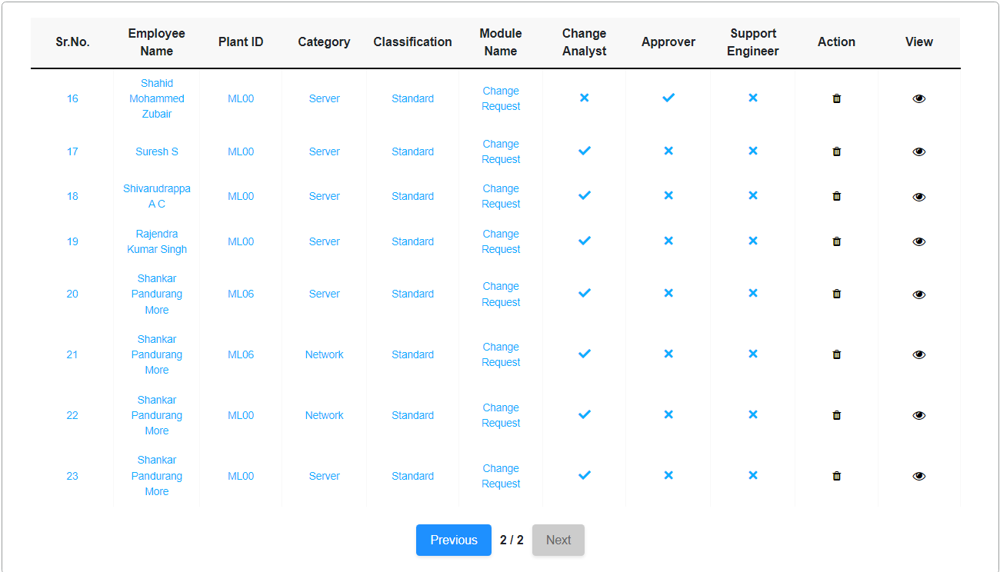 Sr.No.
Employee
Name
Plant ID
Category
Classification
Module
Name
Change
Analyst
Approver
Support
Engineer
Action
View
16
Shahid
Mohammed
Zubair
ML00
Server
Standard
Change
Request
17
Suresh S
ML00
Server
Standard
Change
Request
18
Shivarudrappa
A C
ML00
Server
Standard
Change
Request
19
Rajendra
Kumar Singh
ML00
Server
Standard
Change
Request
20
Shankar
Pandurang
More
ML06
Server
Standard
Change
Request
21
Shankar
Pandurang
More
ML06
Network
Standard
Change
Request
22
Shankar
Pandurang
More
ML00
Network
Standard
Change
Request
23
Shankar
Pandurang
More
ML00
Server
Standard
Change
Request
Previous
2 / 2
Next